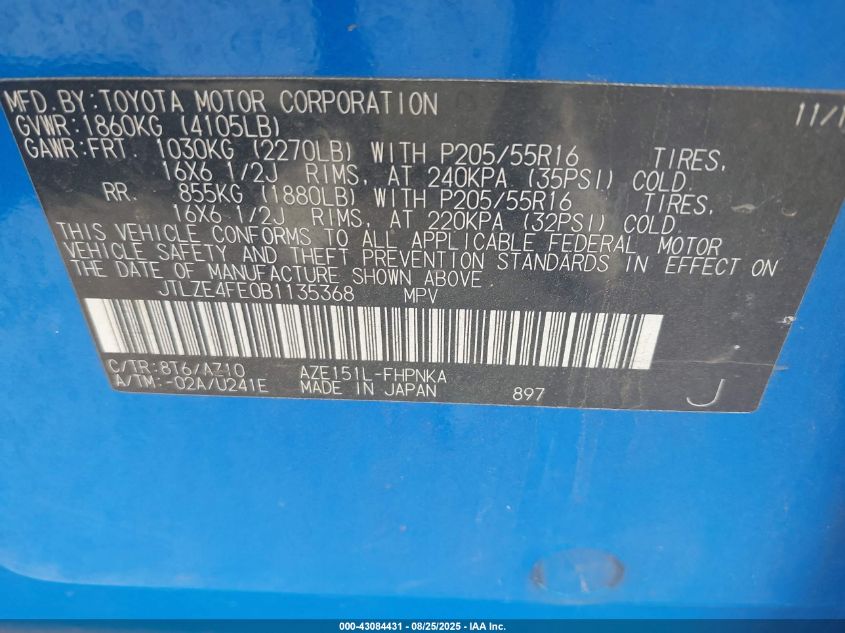 MFD.BY:TOYOTA MOTOR CORPORATION 11/1
GVWR:1860KG (4105LB)
GAWR:FRT 1030KG (2270LB) WITH P205/55R16 TIRES,
16X6 1/2J RIMS, AT 240KPA (35PSI) COLD.
RR. 855KG (1880LB) WITH P205/55R16 TIRES,
16X6 1/2J RIMS, AT 220KPA (32PSI) COLD.
THIS VEHICLE CONFORMS TO ALL APPLICABLE FEDERAL MOTOR
VEHICLE SAFETY AND THEFT PREVENTION STANDARDS IN EFFECT ON
THE DATE OF MANUFACTURE SHOWN ABOVE
JTLZE4FE0B1135368 MPV
C/TR:8T6/AZ10 AZE151L-FHPNKA
A/TM:-02A/U241E MADE IN JAPAN 897 J
000-43084431 - 08/25/2025 - IAA Inc.